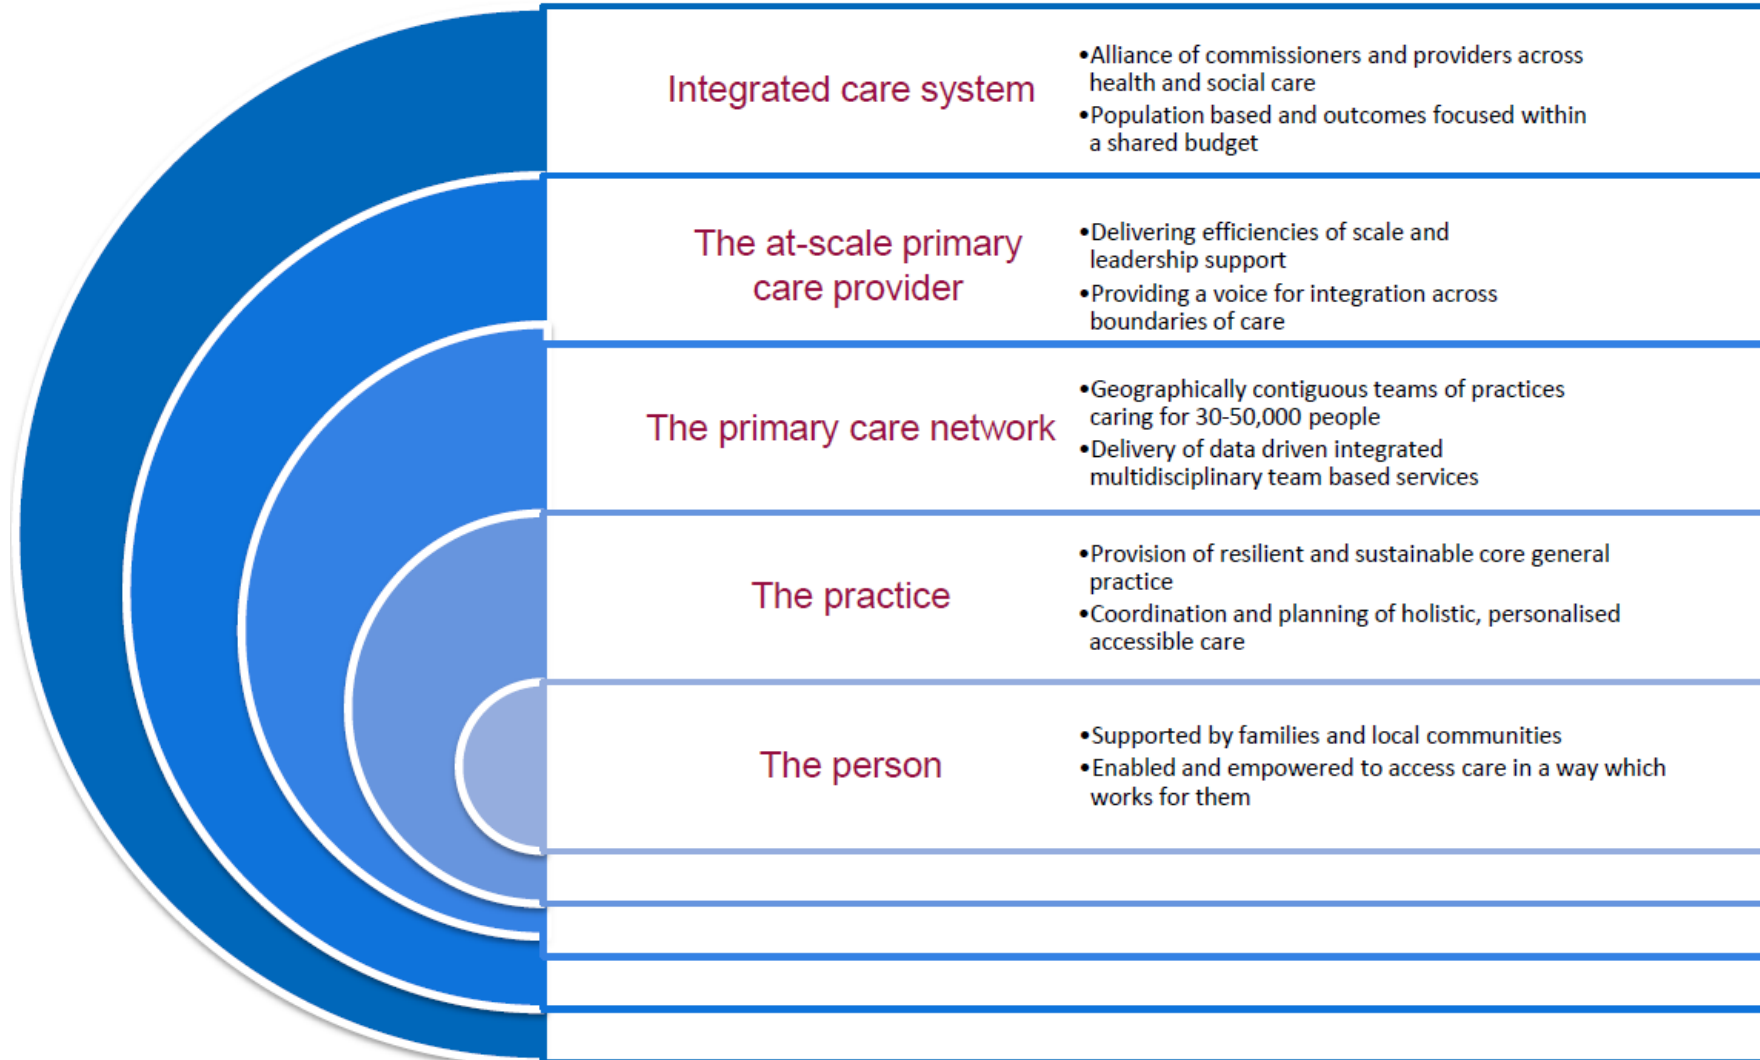 Integrated care system
•Alliance of commissioners and providers across
health and social care
•Population based and outcomes focused within
a shared budget
The at-scale primary
care provider
•Delivering efficiencies of scale and
leadership support
•Providing a voice for integration across
boundaries of care
The primary care network
•Geographically contiguous teams of practices
caring for 30-50,000 people
•Delivery of data driven integrated
multidisciplinary team based services
The practice
•Provision of resilient and sustainable core general
practice
•Coordination and planning of holistic, personalised
accessible care
The person
•Supported by families and local communities
•Enabled and empowered to access care in a way which
works for them